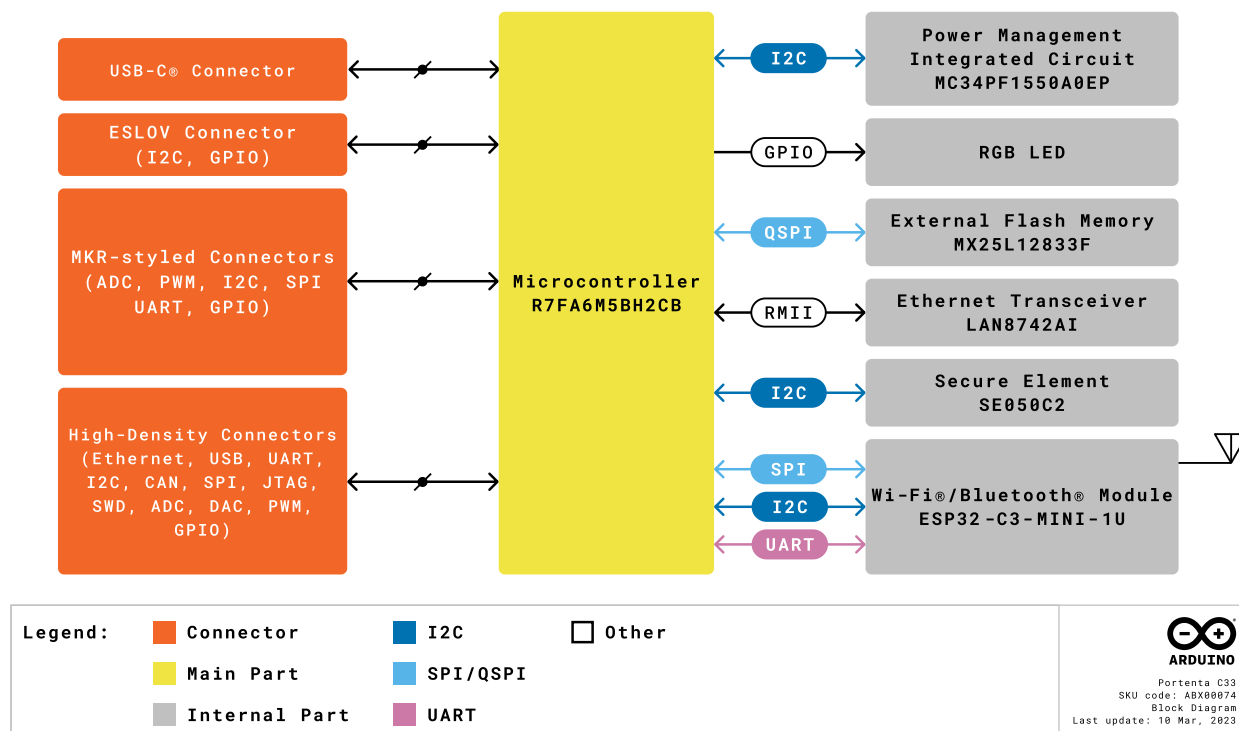 USB-C® Connector
ESLOV Connector
(I2C, GPIO)
MKR-styled Connectors
(ADC, PWM, I2C, SPI
UART, GPIO)
High-Density Connectors
(Ethernet, USB, UART,
I2C, CAN, SPI, JTAG,
SWD, ADC, DAC, PWM,
GPIO)
Microcontroller
R7FA6M5BH2CB
I2C
GPIO
QSPI
RMII
I2C
SPI
I2C
UART
Power Management
Integrated Circuit
MC34PF1550A0EP
RGB LED
External Flash Memory
MX25L12833F
Ethernet Transceiver
LAN8742AI
Secure Element
SE050C2
Wi-Fi®/Bluetooth® Module
ESP32-C3-MINI-1U
Legend:
Connector
Main Part
Internal Part
I2C
SPI/QSPI
UART
Other
ARDUINO
Portenta C33
SKU code: ABX00074
Block Diagram
Last update: 10 Mar, 2023